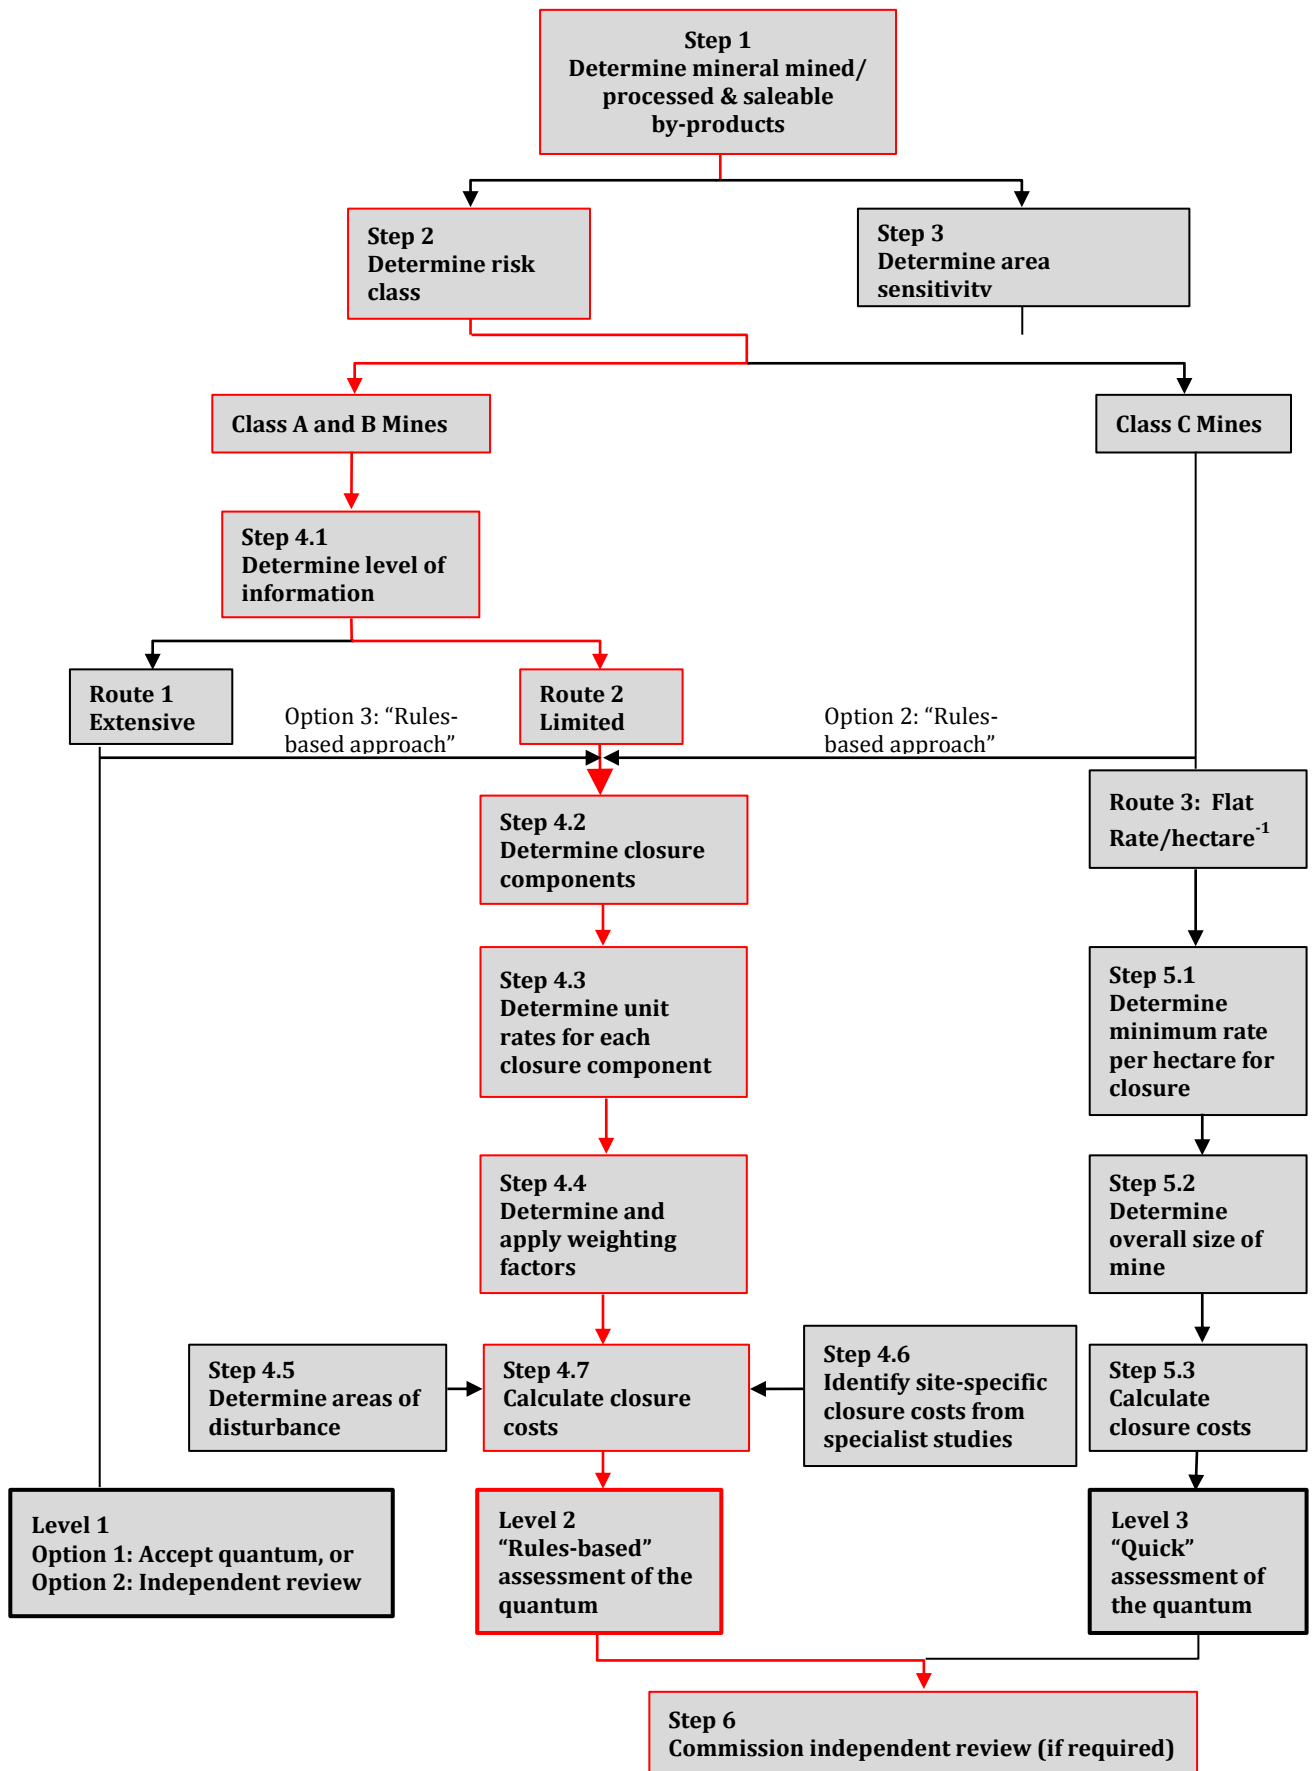 Step 1
Determine mineral mined/
processed & saleable
by-products
Step 2
Determine risk
class
Step 3
Determine area
sensitivity
Class A and B Mines
Class C Mines
Step 4.1
Determine level of
information
Route 1
Extensive
Option 3: “Rules-
based approach”
Route 2
Limited
Option 2: “Rules-
based approach”
Route 3: Flat
Rate/hectare⁻¹
Step 4.2
Determine closure
components
Step 4.3
Determine unit
rates for each
closure component
Step 5.1
Determine
minimum rate
per hectare for
closure
Step 4.4
Determine and
apply weighting
factors
Step 5.2
Determine
overall size of
mine
Step 4.5
Determine areas of
disturbance
Step 4.7
Calculate closure
costs
Step 4.6
Identify site-specific
closure costs from
specialist studies
Step 5.3
Calculate
closure costs
Level 1
Option 1: Accept quantum, or
Option 2: Independent review
Level 2
“Rules-based”
assessment of the
quantum
Level 3
“Quick”
assessment of
the quantum
Step 6
Commission independent review (if required)